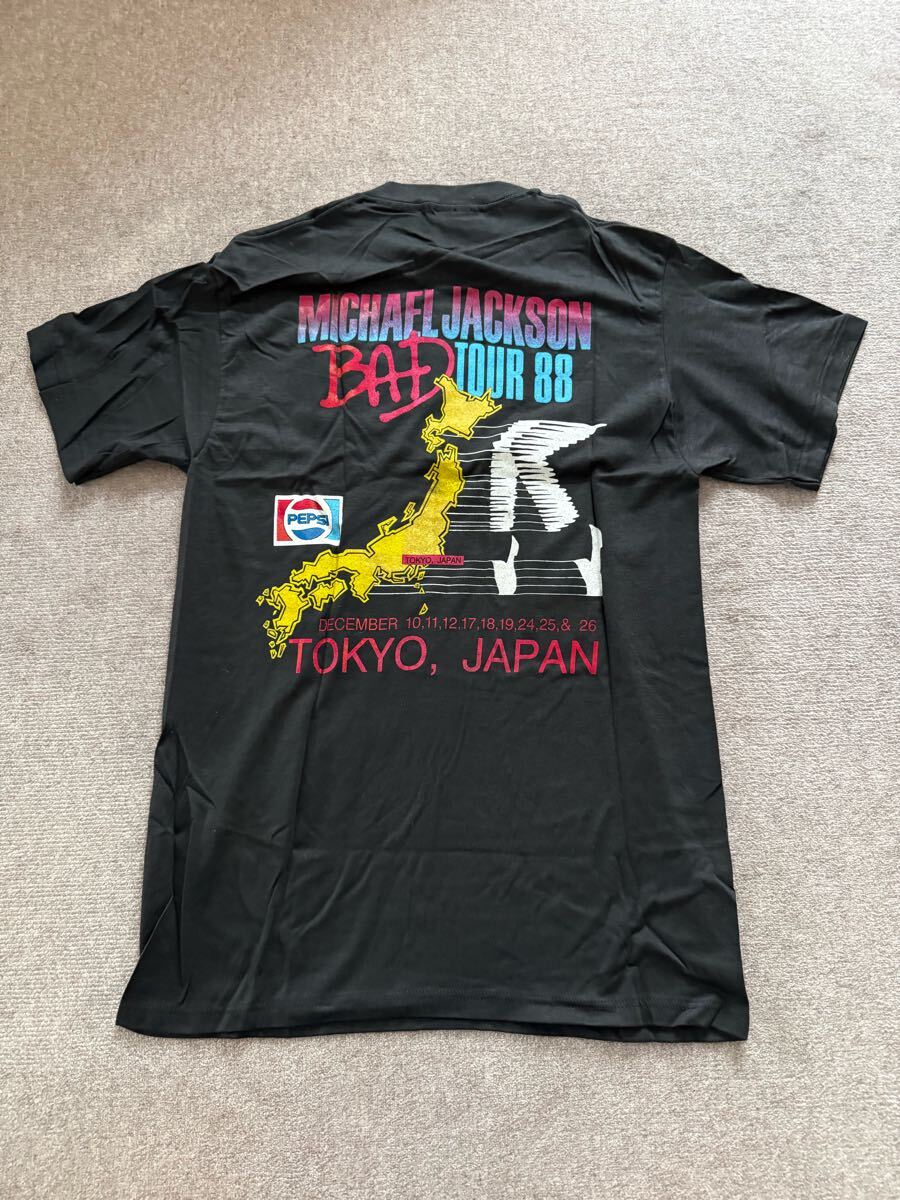 MICHAEL JACKSON
BAD TOUR 88
PEPSI
TOKYO, JAPAN
DECEMBER 10,11,12,17,18,19,24,25,& 26
TOKYO, JAPAN